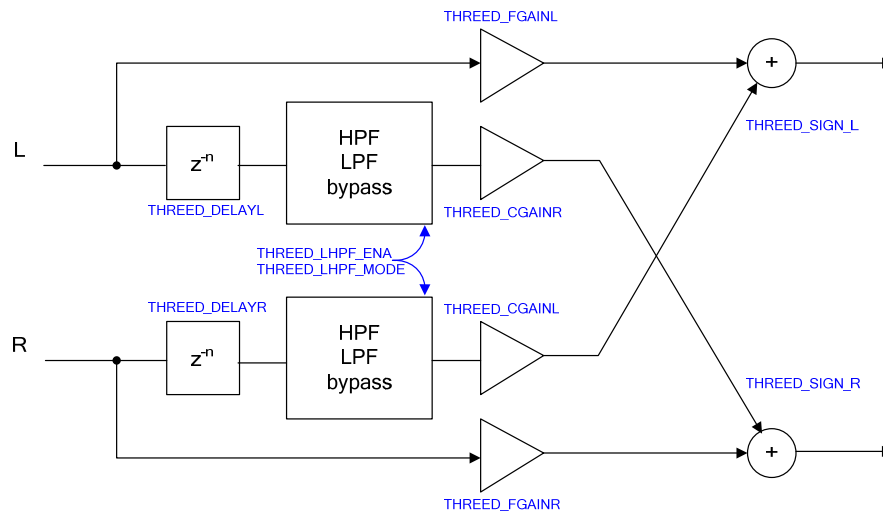 THREED_FGAINL
+
L
HPF
LPF
bypass
z-n
THREED_SIGN_L
THREED_DELAYL
THREED_CGAINR
THREED_LHPF_ENA
THREED_LHPF_MODE
THREED_DELAYR
THREED_CGAINL
R
HPF
LPF
bypass
z-n
THREED_SIGN_R
+
THREED_FGAINR